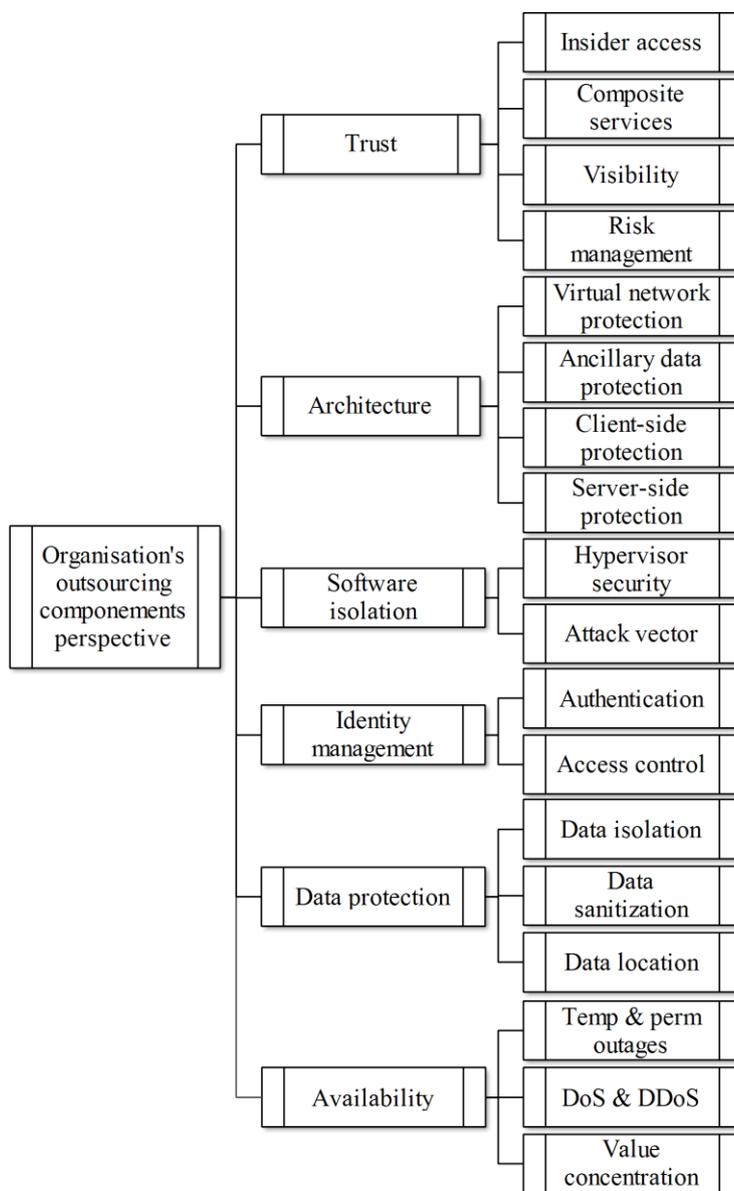 Insider access
Composite
services
Trust
Visibility
Risk
management
Virtual network
protection
Ancillary data
protection
Architecture
Client-side
protection
Server-side
protection
Organisation's
outsourcing
componements
perspective
Hypervisor
security
Software
isolation
Attack vector
Authentication
Identity
management
Access control
Data isolation
Data protection
Data
sanitization
Data location
Temp & perm
outages
Availability
DoS & DDoS
Value
concentration